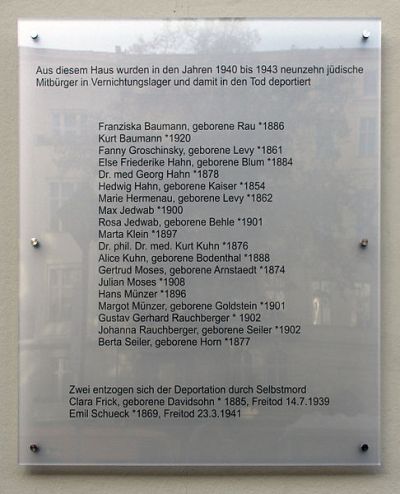 Aus diesem Haus wurden in den Jahren 1940 bis 1943 neunzehn jüdische
Mitbürger in Vernichtungslager und damit in den Tod deportiert
Franziska Baumann, geborene Rau *1886
Kurt Baumann *1920
Fanny Groschinsky, geborene Levy *1861
Else Friederike Hahn, geborene Blum *1884
Dr. med Georg Hahn *1878
Hedwig Hahn, geborene Kaiser *1854
Marie Hermenau, geborene Levy *1862
Max Jedwab *1900
Rosa Jedwab, geborene Behle *1901
Marta Klein *1897
Dr. phil. Dr. med. Kurt Kuhn *1876
Alice Kuhn, geborene Bodenthal *1888
Gertrud Moses, geborene Arnstaedt *1874
Julian Moses *1908
Hans Münzer *1896
Margot Münzer, geborene Goldstein *1901
Gustav Gerhard Rauchberger * 1902
Johanna Rauchberger, geborene Seiler *1902
Berta Seiler, geborene Horn *1877
Zwei entzogen sich der Deportation durch Selbstmord
Clara Frick, geborene Davidsohn * 1885, Freitod 14.7.1939
Emil Schueck *1869, Freitod 23.3.1941